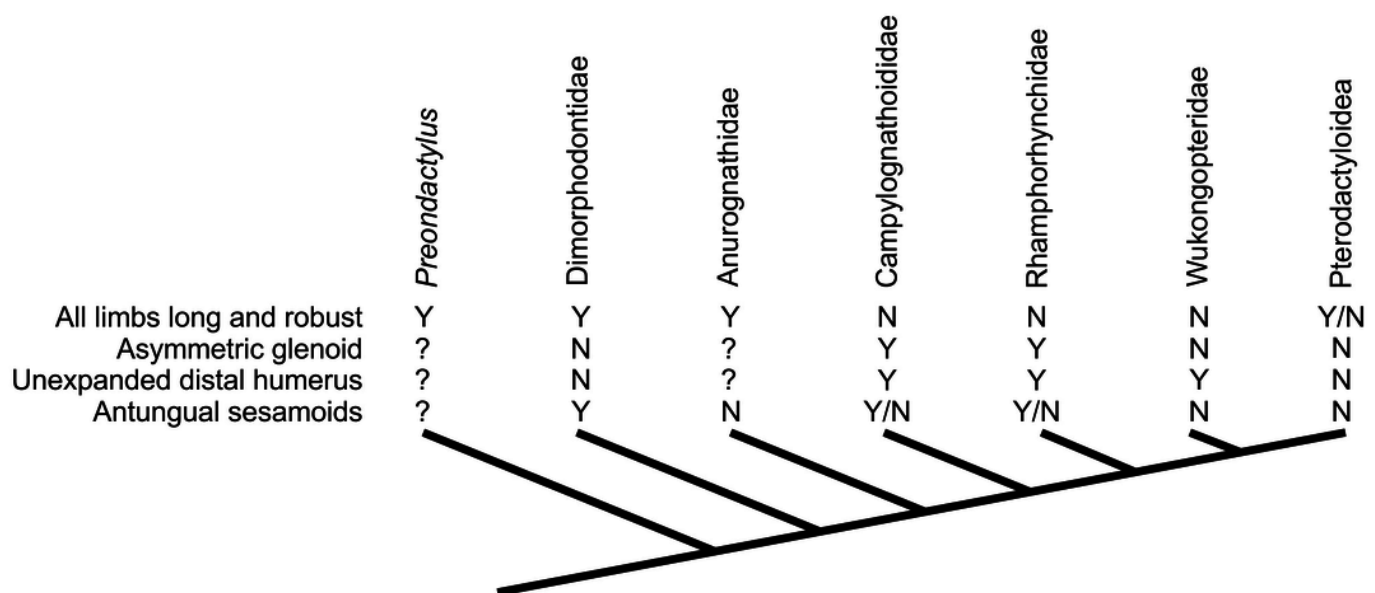 Preondactylus
Dimorphodontidae
Anurognathidae
Campylognathoididae
Rhamphorhynchidae
Wukongopteridae
Pterodactyloidea
All limbs long and robust Y Y Y N N N Y/N
Asymmetric glenoid ? N ? Y Y N N
Unexpanded distal humerus ? N ? Y Y Y N
Antungual sesamoids ? Y N Y/N Y/N N N